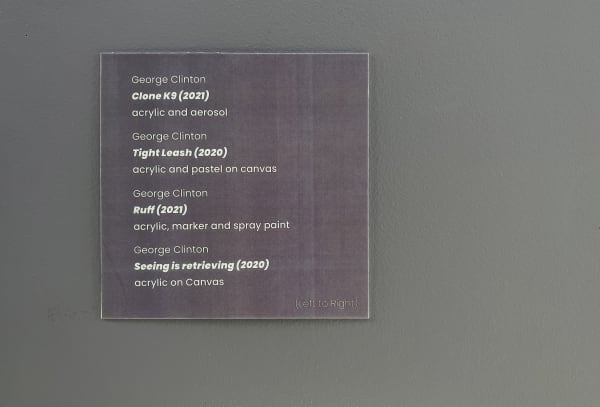 George Clinton
Clone K9 (2021)
acrylic and aerosol
George Clinton
Tight Leash (2020)
acrylic and pastel on canvas
George Clinton
Ruff (2021)
acrylic, marker and spray paint
George Clinton
Seeing is retrieving (2020)
acrylic on Canvas
(Left to Right)